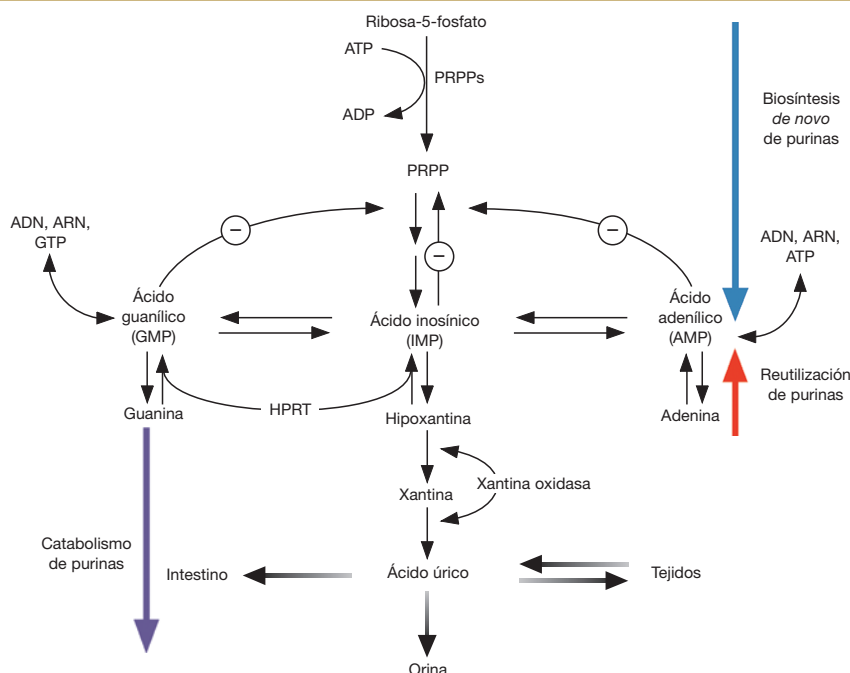 Ribosa-5-fosfato
ATP
PRPPs
ADP
Biosíntesis
de novo
de purinas
PRPP
ADN, ARN,
GTP
−
−
−
ADN, ARN,
ATP
Ácido
guanílico
(GMP)
Ácido inosínico
(IMP)
Ácido
adenílico
(AMP)
Reutilización
de purinas
Guanina
HPRT
Hipoxantina
Adenina
Xantina oxidasa
Xantina
Catabolismo
de purinas
Intestino
Ácido úrico
Tejidos
Orina